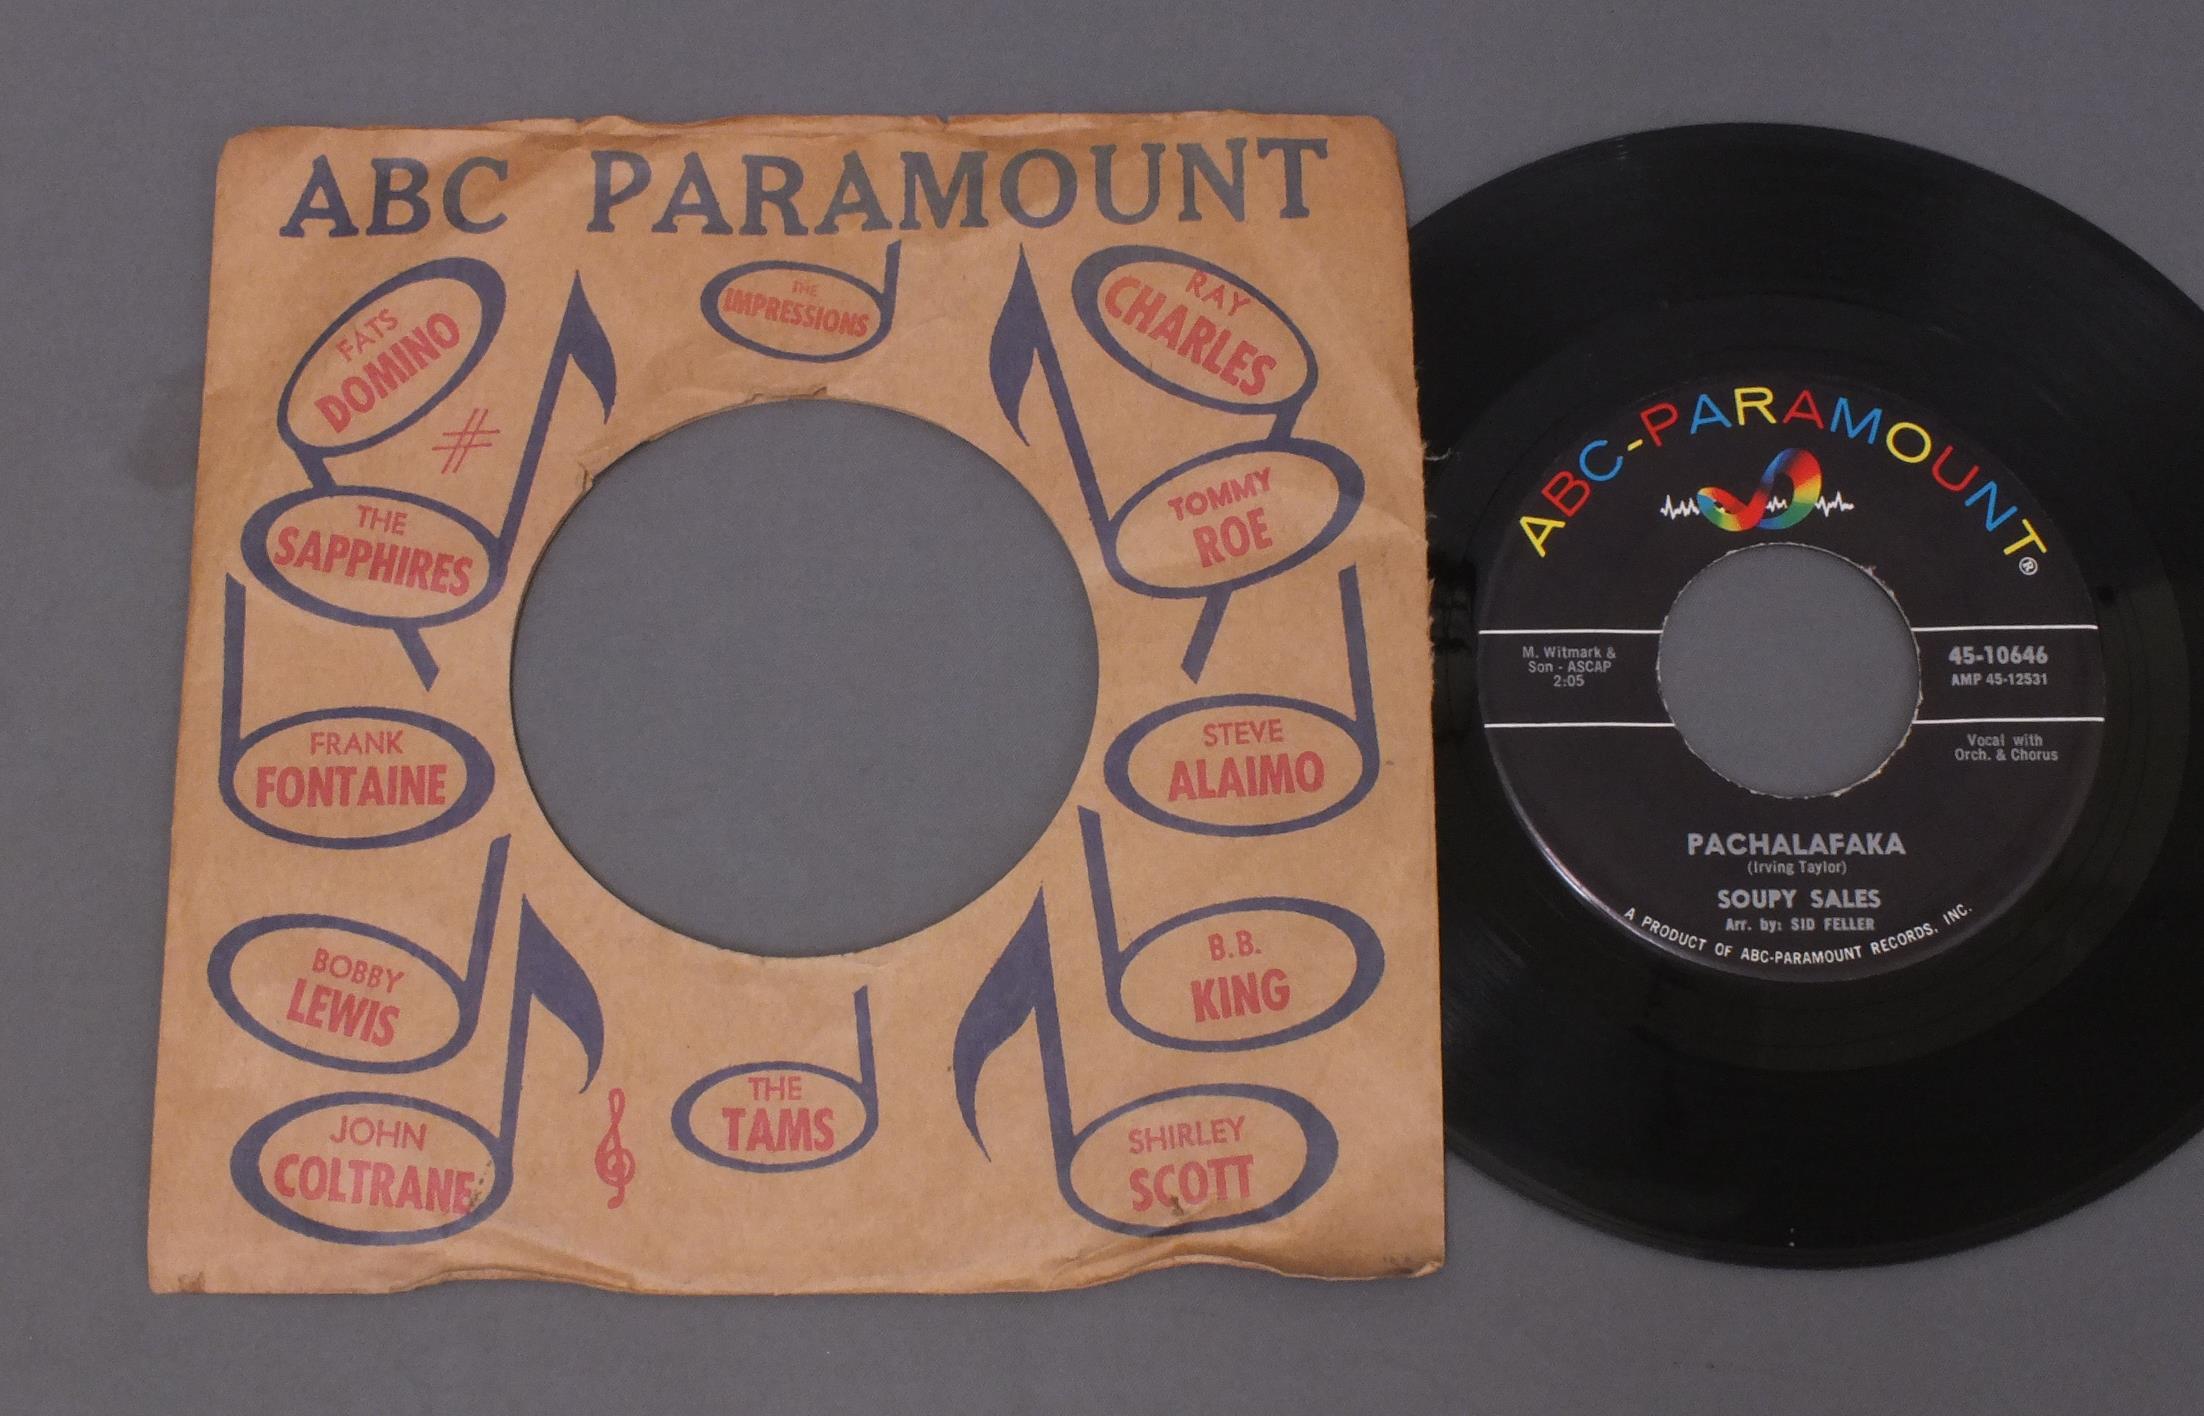 ABC PARAMOUNT
FATS
DOMINO
THE
IMPRESSIONS
RAY
CHARLES
#
THE
SAPPHIRES
TOMMY
ROE
FRANK
FONTAINE
STEVE
ALAIMO
BOBBY
LEWIS
B.B.
KING
JOHN
COLTRANE
THE
TAMS
SHIRLEY
SCOTT
ABC-PARAMOUNT®
M. Witmark &
Son - ASCAP
2:05
45-10646
AMP 45-12531
Vocal with
Orch. & Chorus
PACHALAFAKA
(Irving Taylor)
SOUPY SALES
Arr. by: SID FELLER
A PRODUCT OF ABC-PARAMOUNT RECORDS, INC.